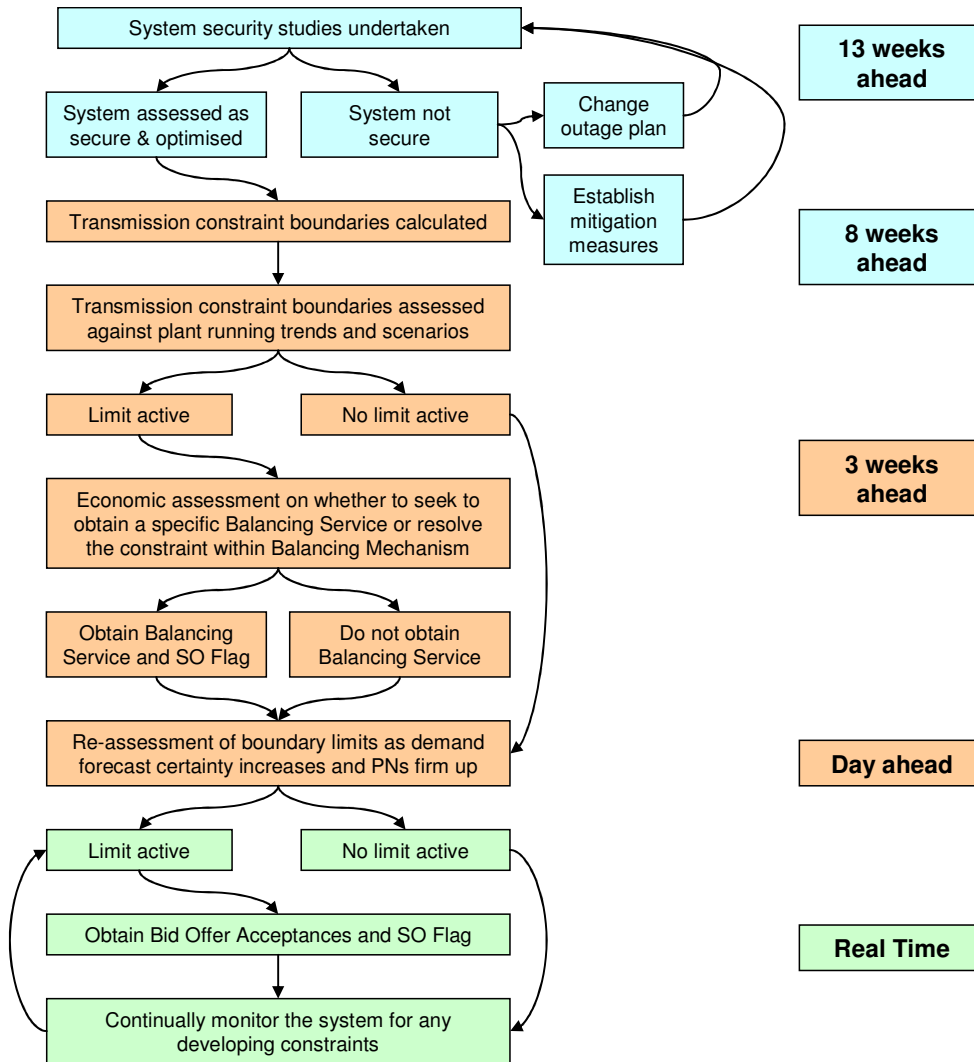 System security studies undertaken
13 weeks
ahead
System assessed as
secure & optimised
System not
secure
Change
outage plan
Establish
mitigation
measures
Transmission constraint boundaries calculated
8 weeks
ahead
Transmission constraint boundaries assessed
against plant running trends and scenarios
Limit active
No limit active
3 weeks
ahead
Economic assessment on whether to seek to
obtain a specific Balancing Service or resolve
the constraint within Balancing Mechanism
Obtain Balancing
Service and SO Flag
Do not obtain
Balancing Service
Re-assessment of boundary limits as demand
forecast certainty increases and PNs firm up
Day ahead
Limit active
No limit active
Obtain Bid Offer Acceptances and SO Flag
Real Time
Continually monitor the system for any
developing constraints